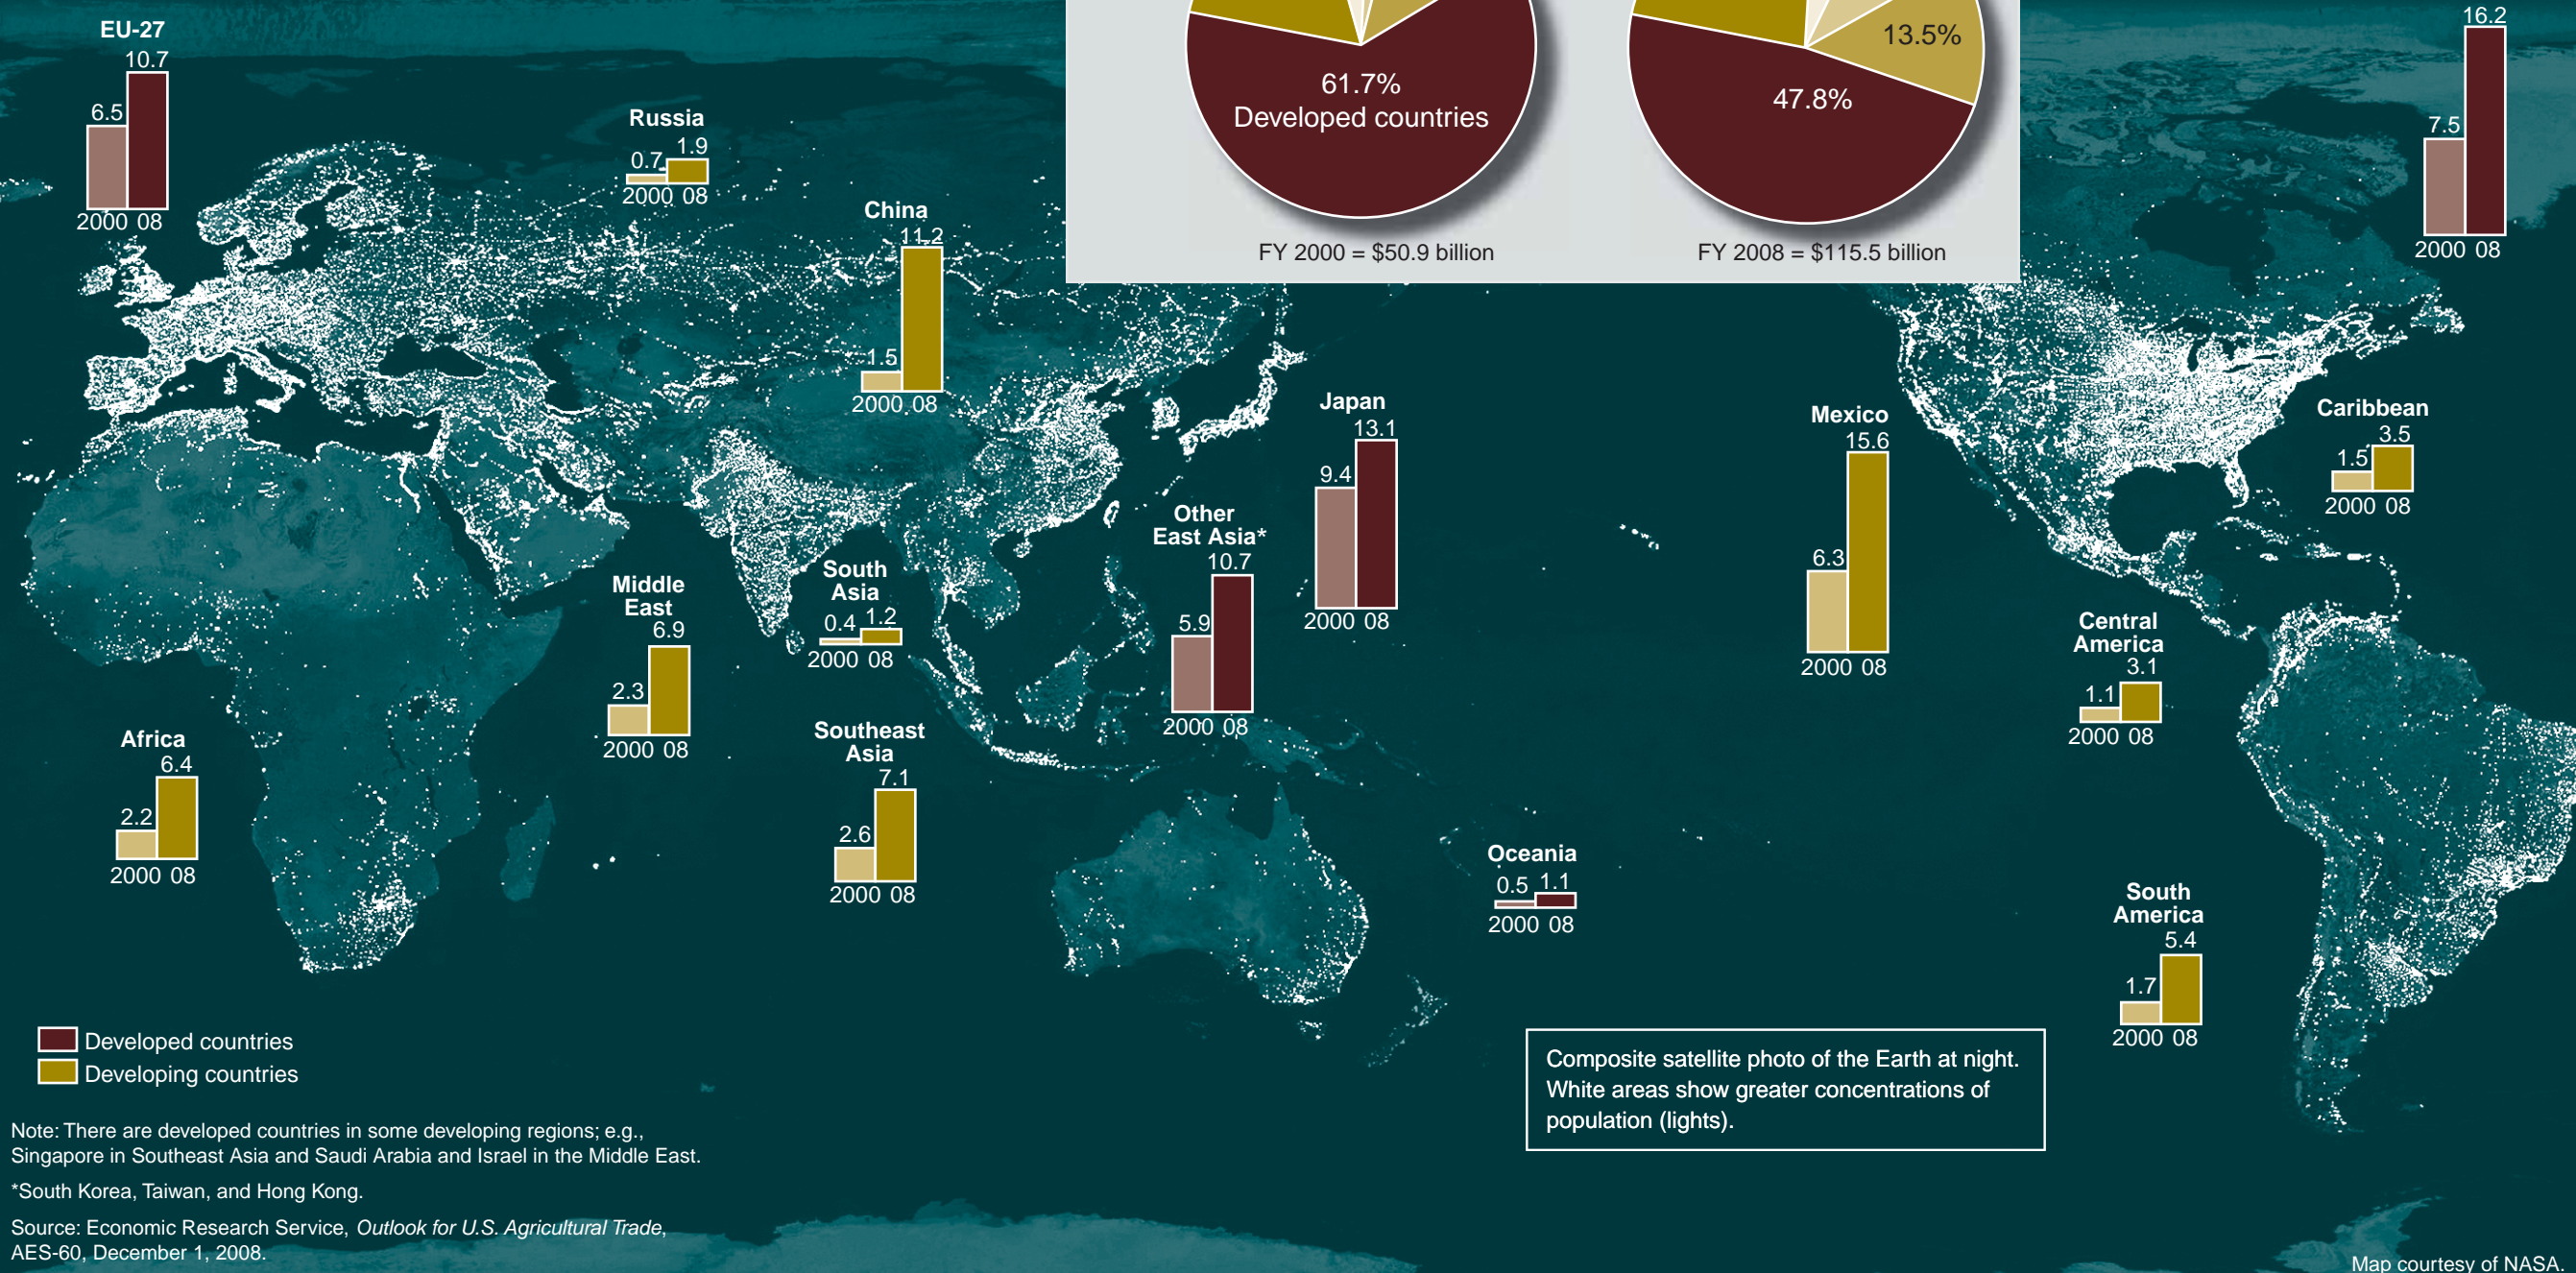 EU-27
10.7
6.5
2000 08
Russia
0.7 1.9
2000 08
China
11.2
1.5
2000 08
61.7%
Developed countries
FY 2000 = $50.9 billion
13.5%
47.8%
FY 2008 = $115.5 billion
16.2
7.5
2000 08
Japan
13.1
9.4
2000 08
Other
East Asia*
10.7
5.9
2000 08
Mexico
15.6
6.3
2000 08
Caribbean
3.5
1.5
2000 08
Middle
East
6.9
2.3
2000 08
South
Asia
0.4 1.2
2000 08
Central
America
3.1
1.1
2000 08
Africa
6.4
2.2
2000 08
Southeast
Asia
7.1
2.6
2000 08
Oceania
0.5 1.1
2000 08
South
America
5.4
1.7
2000 08
Developed countries
Developing countries
Composite satellite photo of the Earth at night.
White areas show greater concentrations of
population (lights).
Note: There are developed countries in some developing regions; e.g.,
Singapore in Southeast Asia and Saudi Arabia and Israel in the Middle East.
*South Korea, Taiwan, and Hong Kong.
Source: Economic Research Service, Outlook for U.S. Agricultural Trade,
AES-60, December 1, 2008.
Map courtesy of NASA.